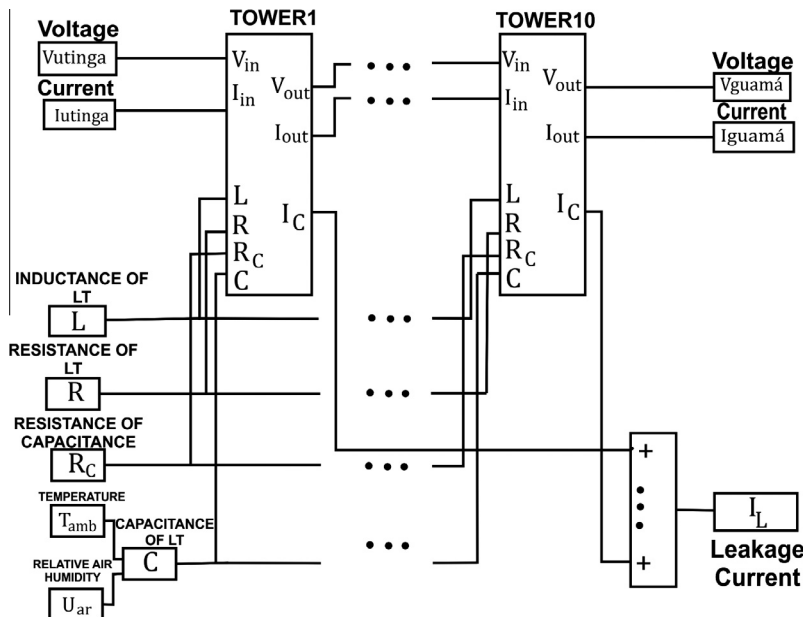 TOWER1
TOWER10
Voltage
Vutinga
Current
Iutinga
Vin
Iin
Vout
Iout
L
R
RC
C
IC
• • •
• • •
Vin
Iin
Vout
Iout
L
R
RC
C
IC
Voltage
Vguamá
Current
Iguamá
INDUCTANCE OF
LT
L
• • •
RESISTANCE OF
LT
R
• • •
RESISTANCE OF
CAPACITANCE
RC
• • •
TEMPERATURE
Tamb
CAPACITANCE
OF LT
C
• • •
RELATIVE AIR
HUMIDITY
Uar
+
+
IL
Leakage
Current